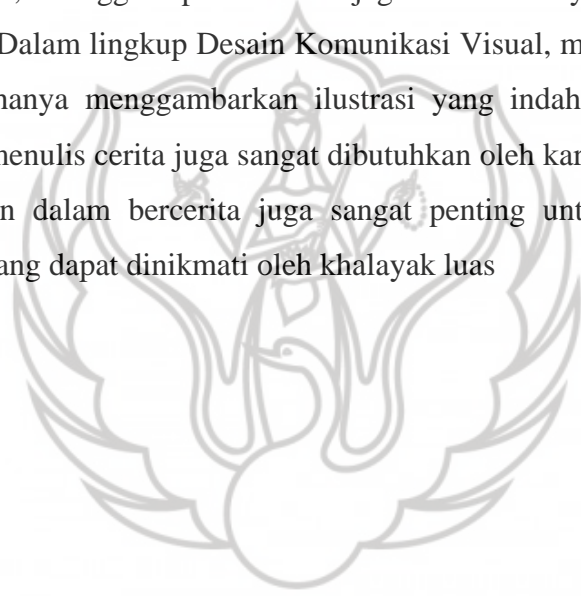 Dalam lingkup Desain Komunikasi Visual, m
hanya menggambarkan ilustrasi yang indah
menulis cerita juga sangat dibutuhkan oleh kar
n dalam bercerita juga sangat penting unt
ang dapat dinikmati oleh khalayak luas